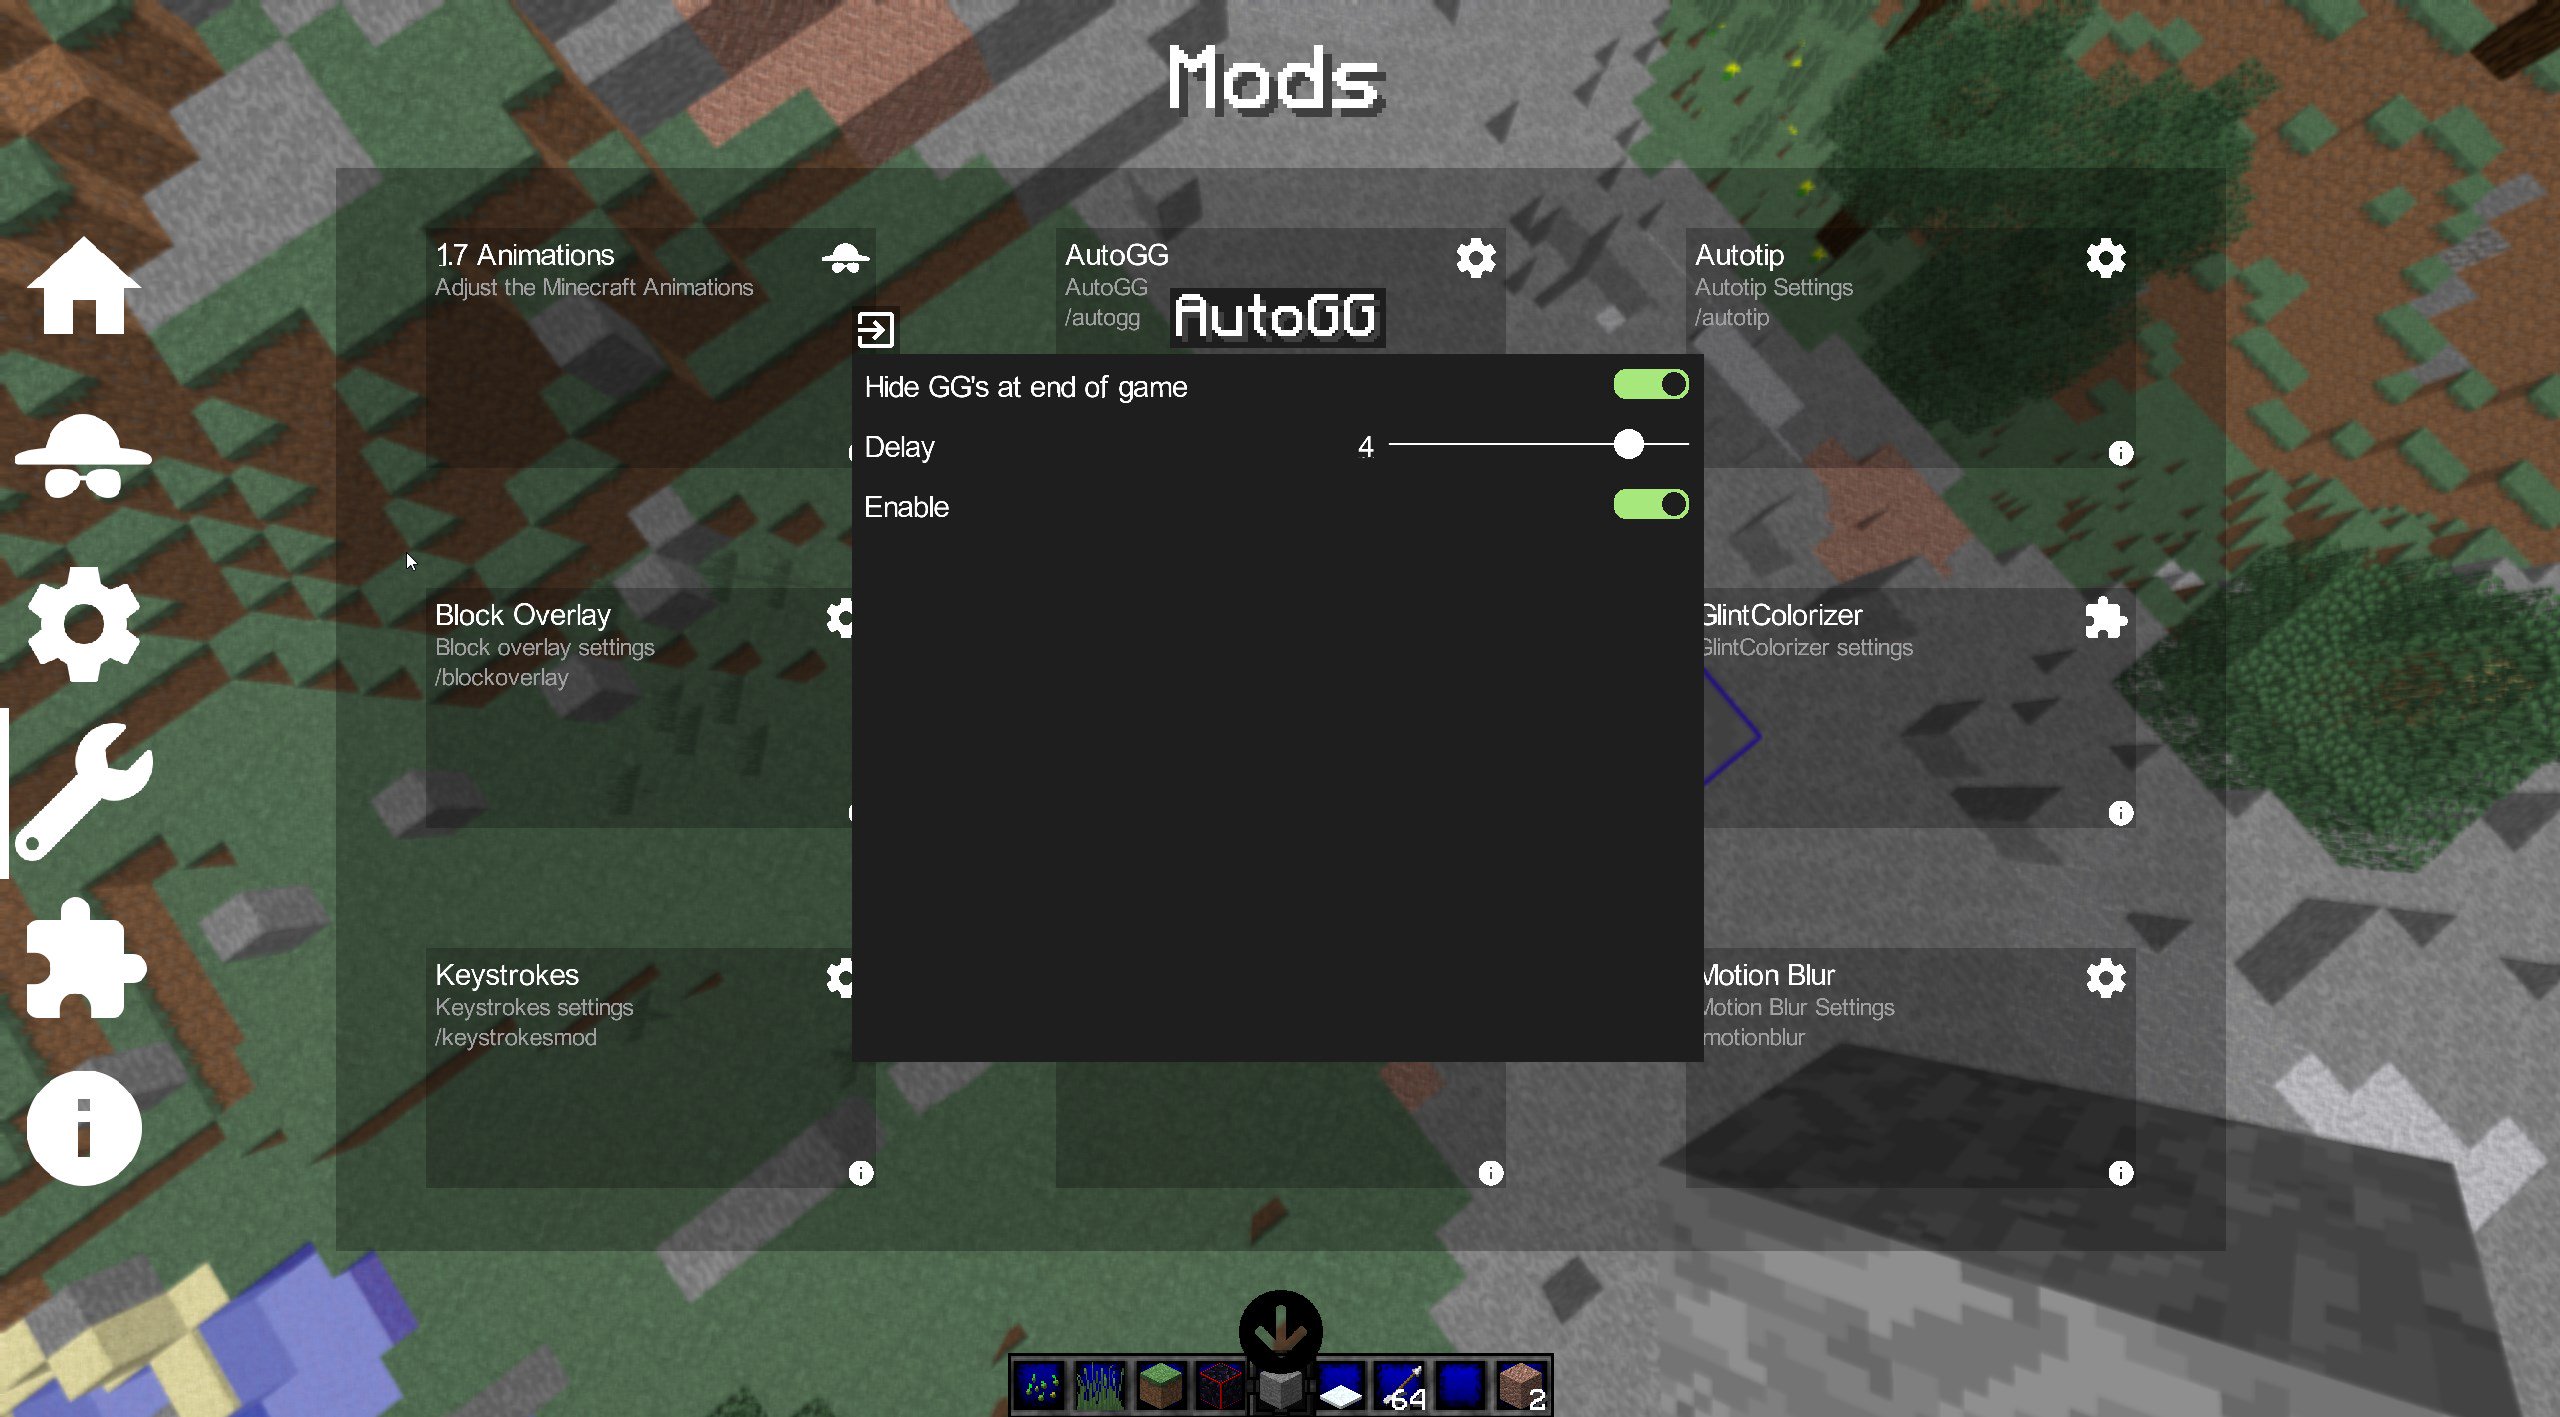 Mods
1.7 Animations
Adjust the Minecraft Animations
AutoGG
AutoGG
/autogg
Autotip
Autotip Settings
/autotip
AutoGG
Hide GG's at end of game
Delay
4
Enable
Block Overlay
Block overlay settings
/blockoverlay
GlintColorizer
GlintColorizer settings
Keystrokes
Keystrokes settings
/keystrokesmod
Motion Blur
Motion Blur Settings
motionblur
64
2